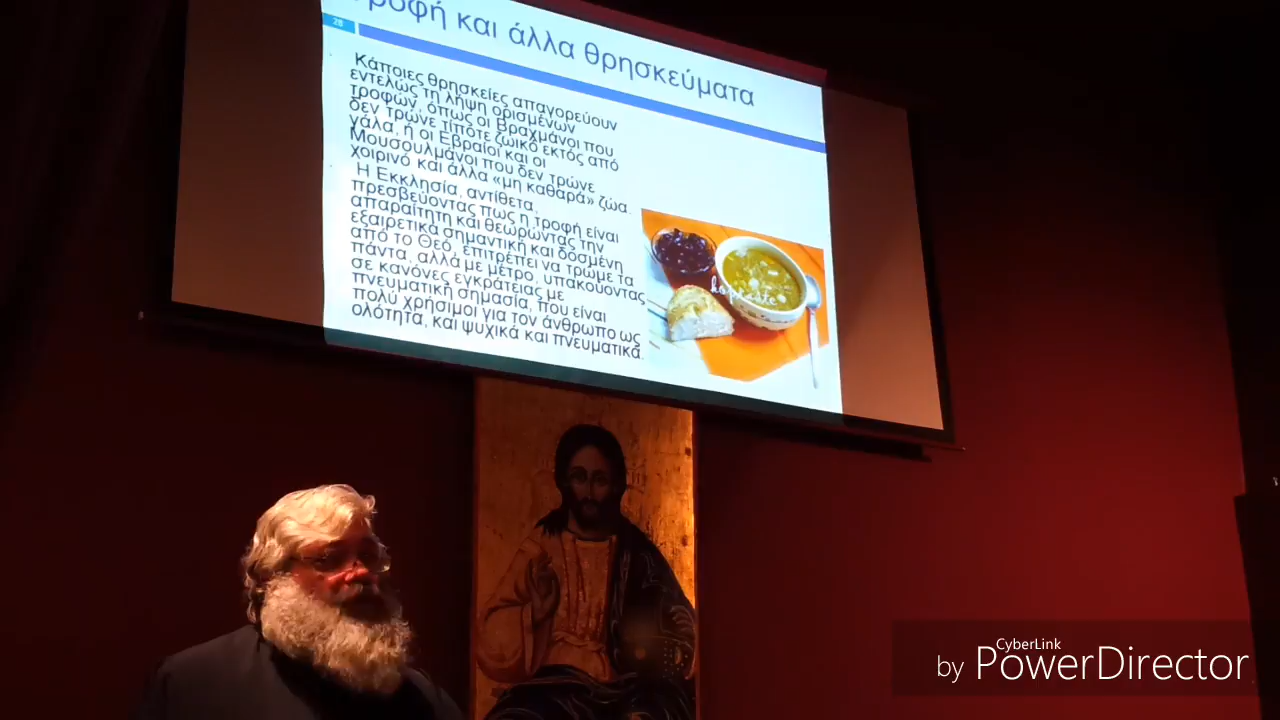 τροφή και άλλα θρησκεύματα
28
Κάποιες θρησκείες απαγορεύουν
εντελώς τη λήψη ορισμένων
τροφών, όπως οι Βραχμάνοι που
δεν τρώνε τίποτε ζωικό εκτός από
γάλα, ή οι Εβραίοι και οι
Μουσουλμάνοι που δεν τρώνε
χοιρινό και άλλα «μη καθαρά» ζώα.
Η Εκκλησία, αντίθετα,
πρεσβεύοντας πως η τροφή είναι
απαραίτητη και θεωρώντας την
εξαιρετικά σημαντική και δοσμένη
από το Θεό, επιτρέπει να τρώμε τα
πάντα, αλλά με μέτρο, υπακούοντας
σε κανόνες εγκράτειας με
πνευματική σημασία, που είναι
πολύ χρήσιμοι για τον άνθρωπο ως
ολότητα, και ψυχικά και πνευματικά.
CyberLink
by PowerDirector